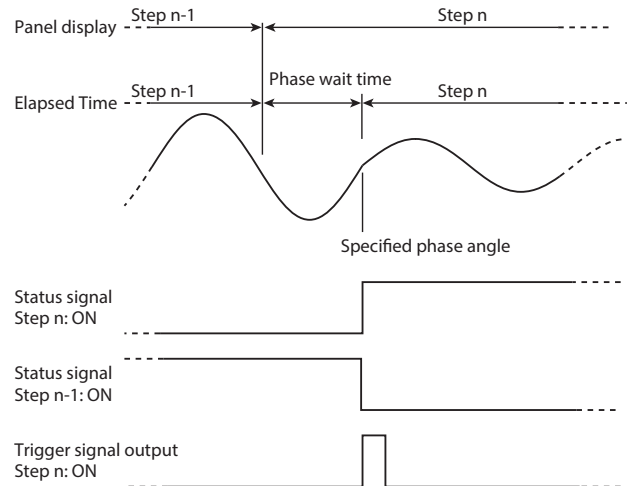 Step n-1
Step n
Panel display
Phase wait time
Step n-1
Step n
Elapsed Time
Specified phase angle
Status signal
Step n: ON
Status signal
Step n-1: ON
Trigger signal output
Step n: ON